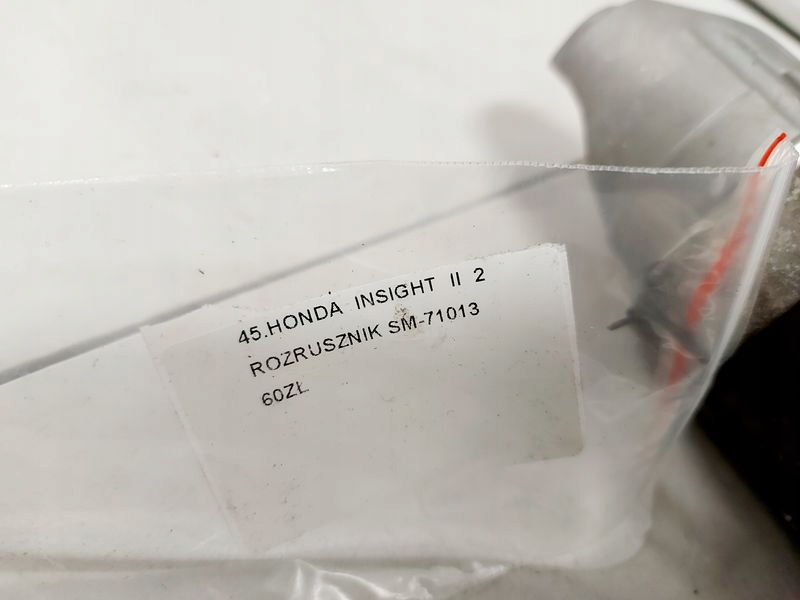 45.HONDA INSIGHT II 2
ROZRUSZNIK SM-71013
60ZŁ